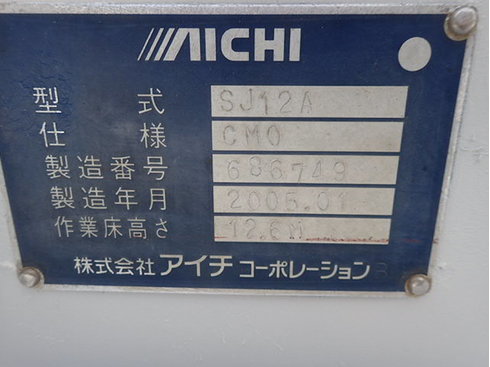 AICHI
型式 SJ12A
仕様 CM0
製造番号 686749
製造年月 2005.01
作業床高さ 12.6M
株式会社 アイチ コーポレーション